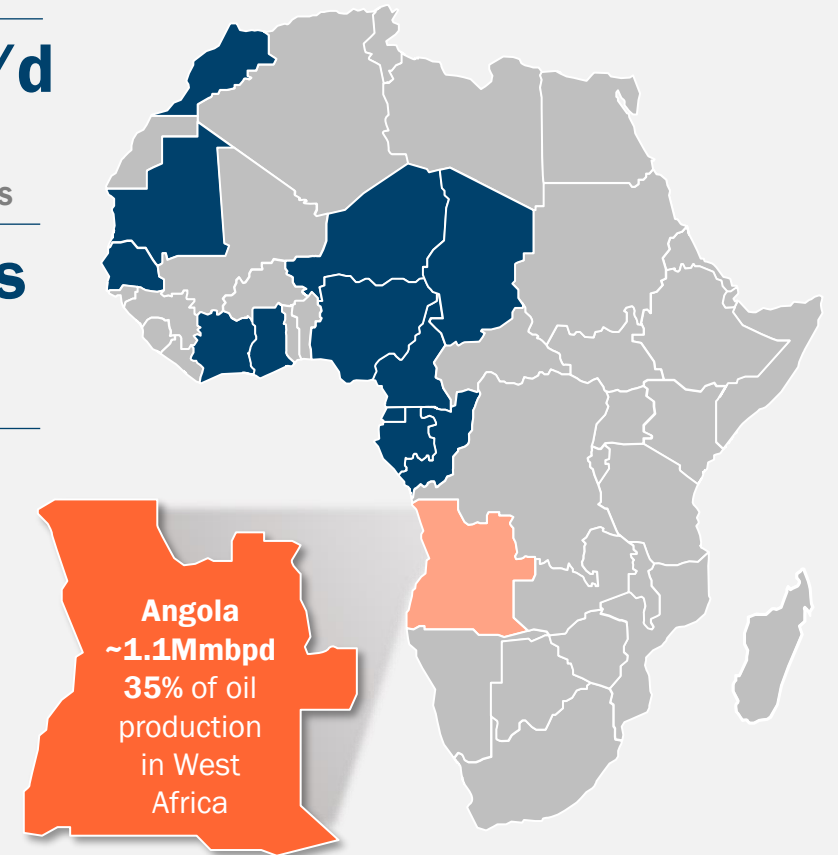 /d
s
s
Angola
~1.1Mmbpd
35% of oil
production
in West
Africa